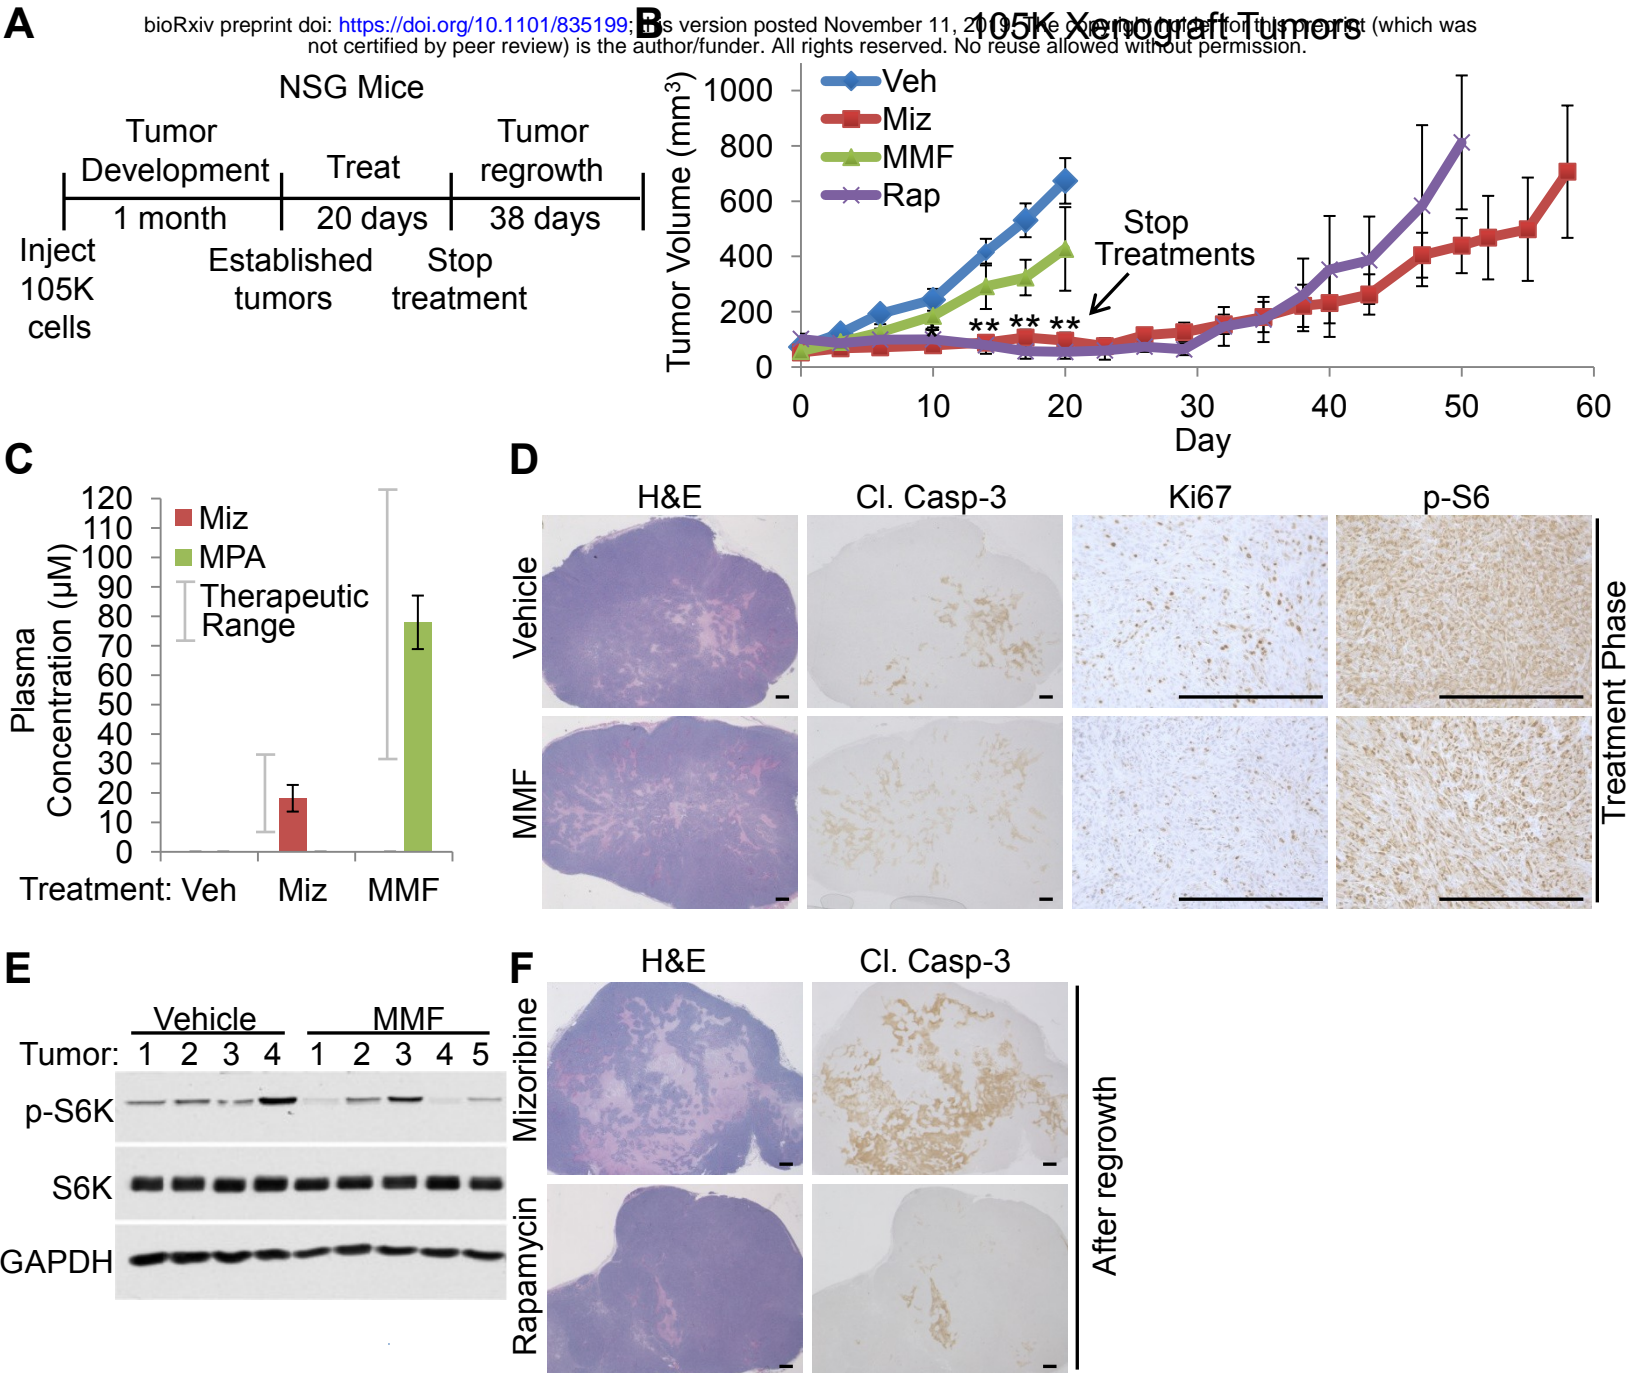 A
bioRxiv preprint doi: https://doi.org/10.1101/835199; this version posted November 11, 2019. The copyright holder for this preprint (which was
not certified by peer review) is the author/funder. All rights reserved. No reuse allowed without permission.
NSG Mice
Tumor
Development
Treat
Tumor
regrowth
1 month
20 days
38 days
Inject
105K
cells
Established
tumors
Stop
treatment
B
105K Xenograft Tumors
Tumor Volume (mm³)
1000
800
600
400
200
0
Veh
Miz
MMF
Rap
Stop
Treatments
* ** ** **
0 10 20 30 40 50 60
Day
C
Plasma
Concentration (µM)
120
110
100
90
80
70
60
50
40
30
20
10
0
Miz
MPA
Therapeutic
Range
Treatment: Veh Miz MMF
D
H&E Cl. Casp-3 Ki67 p-S6
Vehicle
MMF
Treatment Phase
E
Vehicle MMF
Tumor: 1 2 3 4 1 2 3 4 5
p-S6K
S6K
GAPDH
F
H&E Cl. Casp-3
Mizoribine
Rapamycin
After regrowth